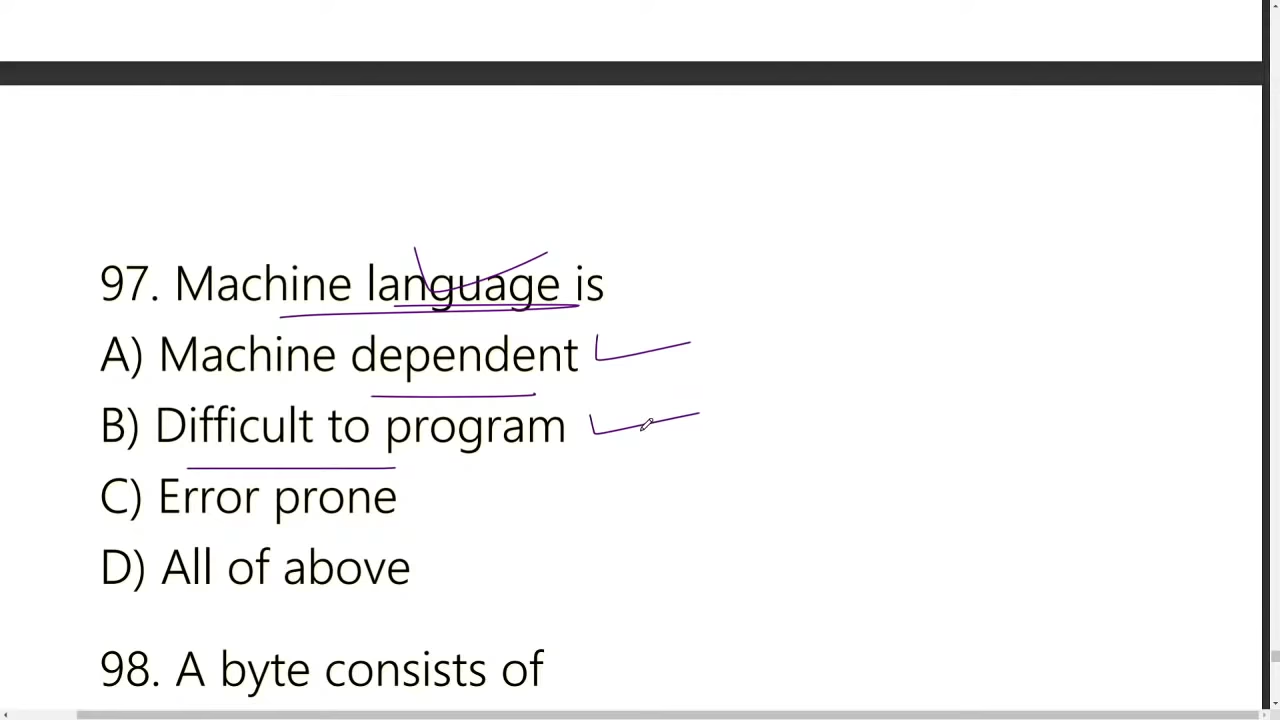 97. Machine language is
A) Machine dependent
B) Difficult to program
C) Error prone
D) All of above
98. A byte consists of